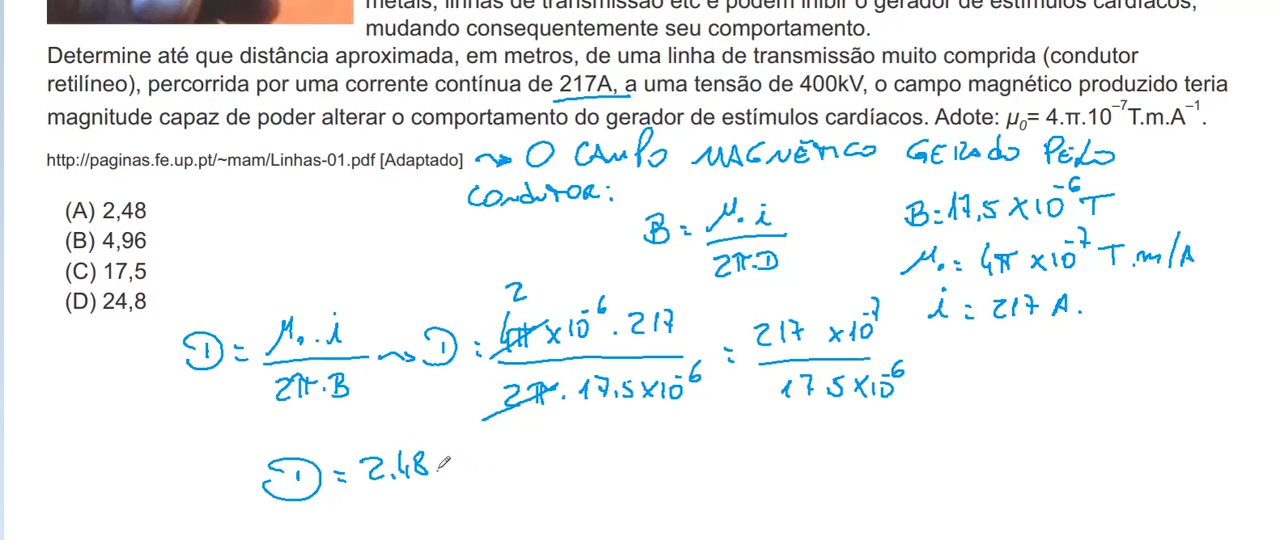 metais, linhas de transmissão etc e podem inibir o gerador de estímulos cardíacos,
mudando consequentemente seu comportamento.
Determine até que distância aproximada, em metros, de uma linha de transmissão muito comprida (condutor
retilíneo), percorrida por uma corrente contínua de 217A, a uma tensão de 400kV, o campo magnético produzido teria
magnitude capaz de poder alterar o comportamento do gerador de estímulos cardíacos. Adote: μ₀= 4.π.10⁻⁷T.m.A⁻¹.
http://paginas.fe.up.pt/~mam/Linhas-01.pdf [Adaptado] ⇝ O CAMPO MAGNÉTICO GERADO PELO
CONDUTOR:
(A) 2,48
(B) 4,96
(C) 17,5
(D) 24,8
B = μ₀ i / 2π.D
B = 17,5 × 10⁻⁶ T
μ₀ = 4π × 10⁻⁷ T.m/A
i = 217 A.
D = μ₀ . i / 2π.B ⇝ D = 2 4π × 10⁻⁶ . 217 / 2π . 17,5 × 10⁻⁶ = 217 × 10⁻⁷ / 17 5 × 10⁻⁶
D = 2,48